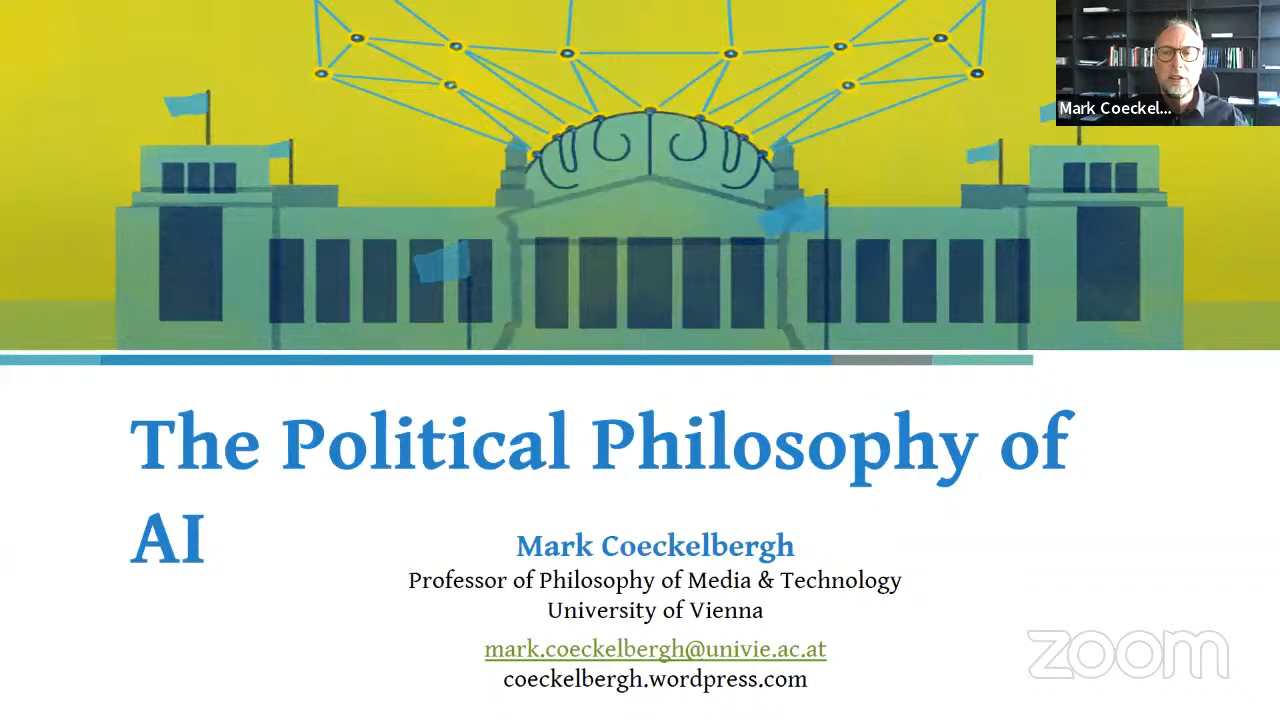 Mark Coeckel...
The Political Philosophy of
AI
Mark Coeckelbergh
Professor of Philosophy of Media & Technology
University of Vienna
mark.coeckelbergh@univie.ac.at
coeckelbergh.wordpress.com
zoom